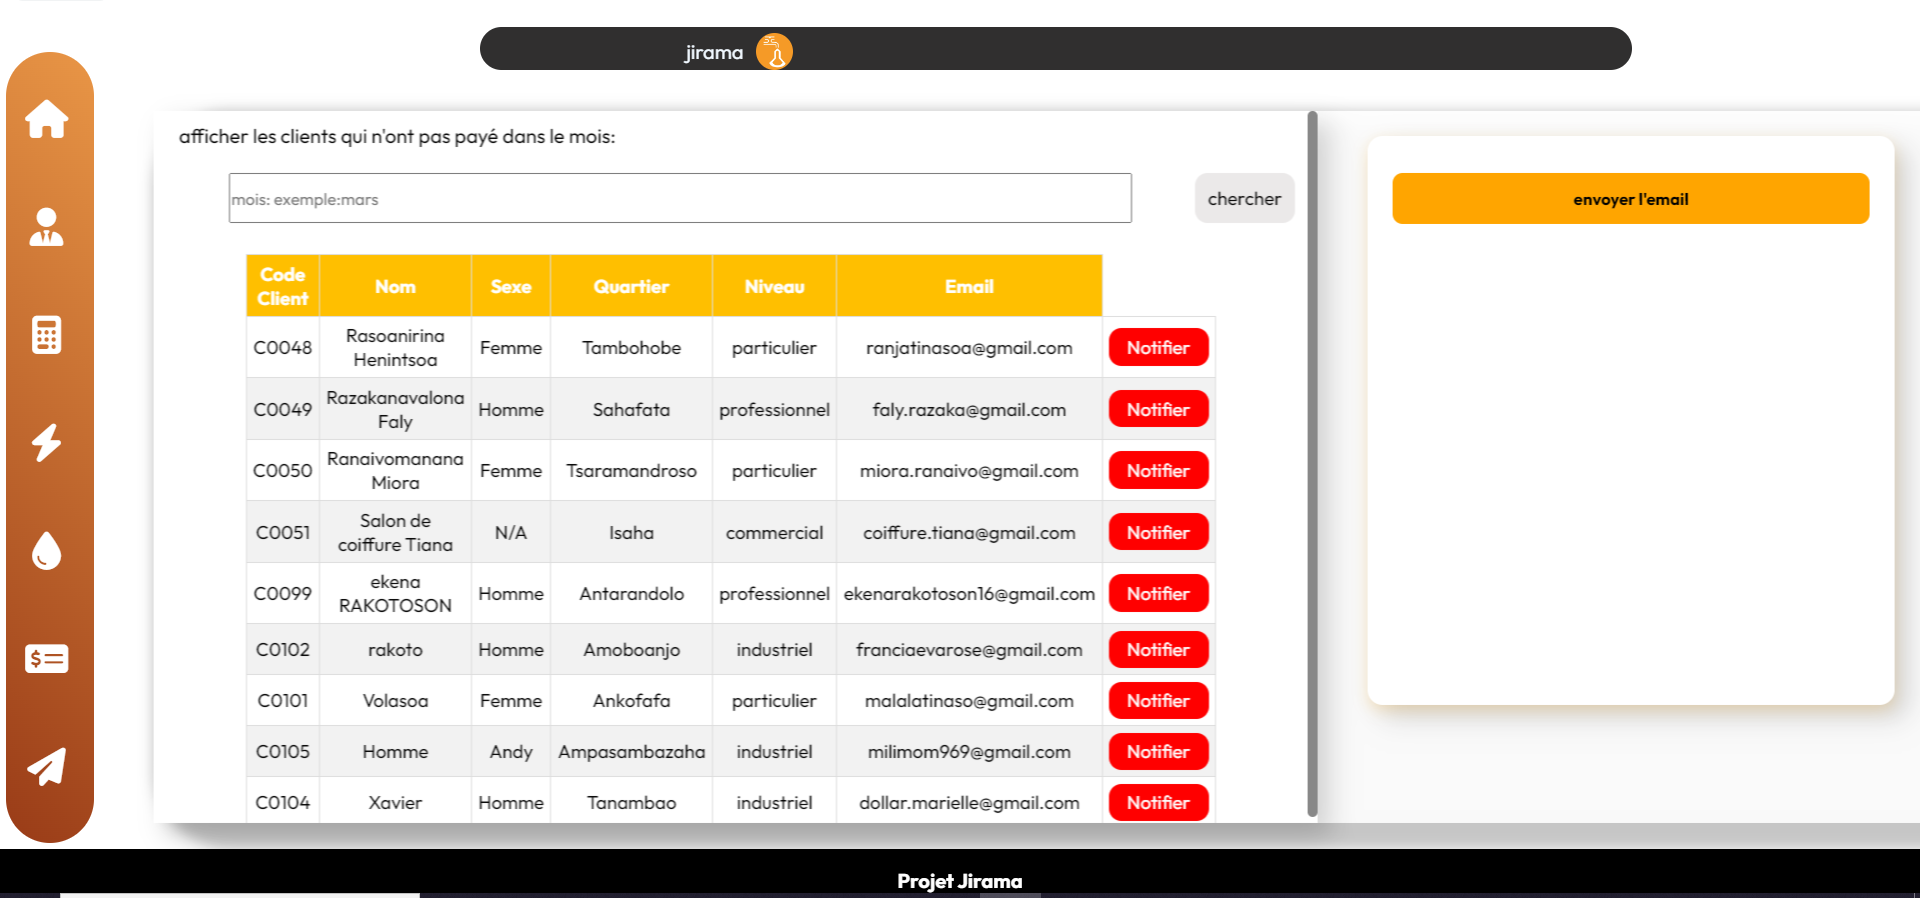 jirama
afficher les clients qui n'ont pas payé dans le mois:
mois: exemple:mars
chercher
envoyer l'email
Code Client Nom Sexe Quartier Niveau Email
C0048 Rasoanirina Henintsoa Femme Tambohobe particulier ranjatinasoa@gmail.com Notifier
C0049 Razakanavalona Faly Homme Sahafata professionnel faly.razaka@gmail.com Notifier
C0050 Ranaivomanana Miora Femme Tsaramandroso particulier miora.ranaivo@gmail.com Notifier
C0051 Salon de coiffure Tiana N/A Isaha commercial coiffure.tiana@gmail.com Notifier
C0099 ekena RAKOTOSON Homme Antarandolo professionnel ekenarakotoson16@gmail.com Notifier
C0102 rakoto Homme Amoboanjo industriel franciaevarose@gmail.com Notifier
C0101 Volasoa Femme Ankofafa particulier malalatinaso@gmail.com Notifier
C0105 Homme Andy Ampasambazaha industriel milimom969@gmail.com Notifier
C0104 Xavier Homme Tanambao industriel dollar.marielle@gmail.com Notifier
Projet Jirama